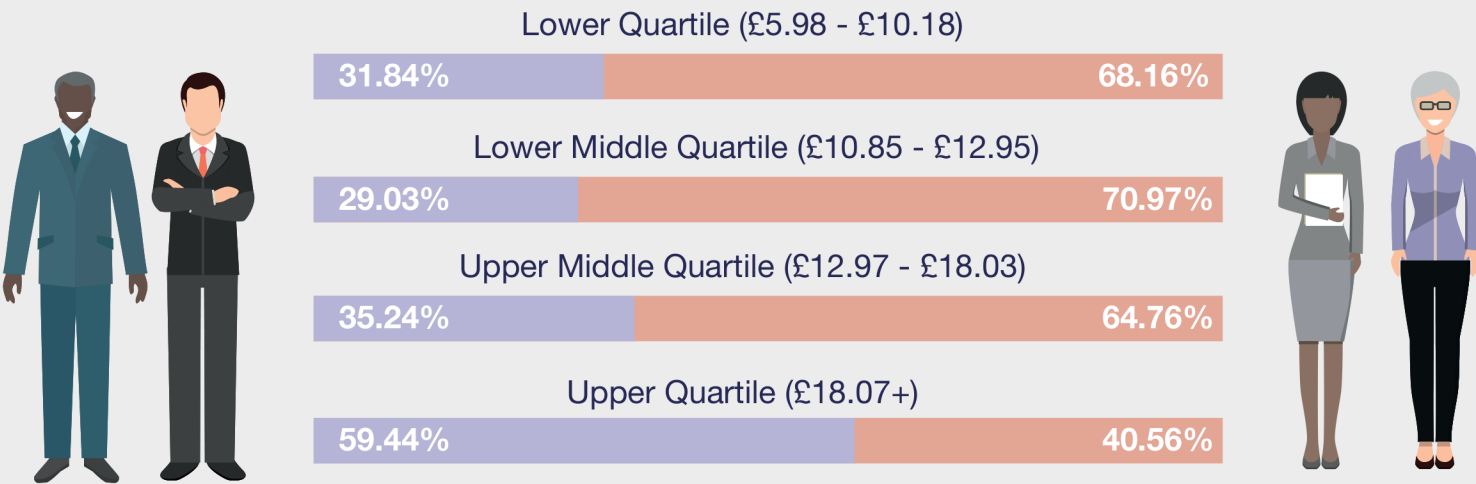 Lower Quartile (£5.98 - £10.18)
31.84% 68.16%
Lower Middle Quartile (£10.85 - £12.95)
29.03% 70.97%
Upper Middle Quartile (£12.97 - £18.03)
35.24% 64.76%
Upper Quartile (£18.07+)
59.44% 40.56%